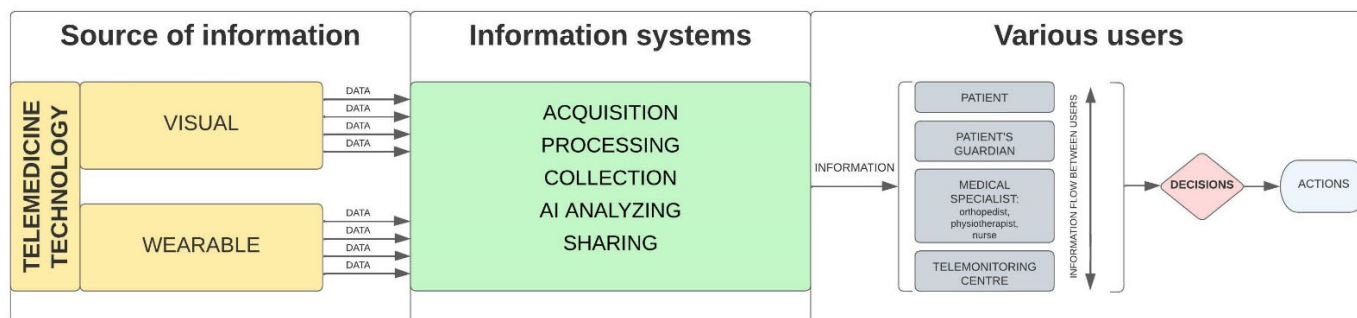 Source of information
Information systems
Various users
TELEMEDICINE
TECHNOLOGY
VISUAL
DATA
DATA
DATA
DATA
WEARABLE
DATA
DATA
DATA
DATA
ACQUISITION
PROCESSING
COLLECTION
AI ANALYZING
SHARING
INFORMATION
PATIENT
PATIENT'S
GUARDIAN
MEDICAL
SPECIALIST:
orthopedist,
physiotherapist,
nurse
TELEMONITORING
CENTRE
INFORMATION FLOW BETWEEN USERS
DECISIONS
ACTIONS